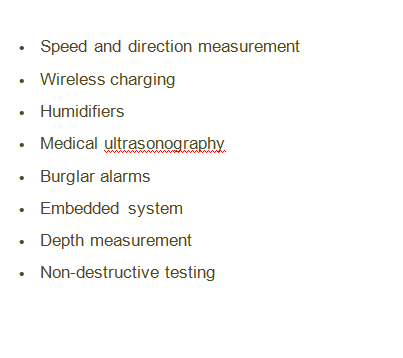 • Speed and direction measurement
• Wireless charging
• Humidifiers
• Medical ultrasonography
• Burglar alarms
• Embedded system
• Depth measurement
• Non-destructive testing